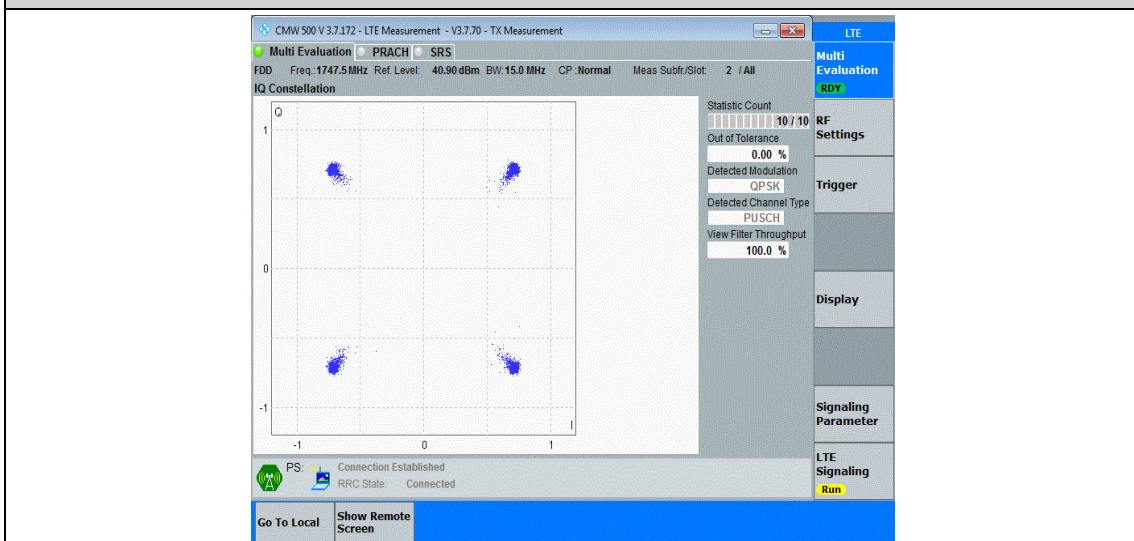 CMW 500 V 3.7.172 - LTE Measurement - V3.7.70 - TX Measurement
LTE
Multi Evaluation PRACH SRS
FDD Freq.:1747.5 MHz Ref. Level: 40.90 dBm BW:15.0 MHz CP :Normal Meas Subfr./Slot: 2 / All
IQ Constellation
Q
1
0
-1
-1 0 1
I
Statistic Count
10 / 10
Out of Tolerance
0.00 %
Detected Modulation
QPSK
Detected Channel Type
PUSCH
View Filter Throughput
100.0 %
Multi
Evaluation
RDY
RF
Settings
Trigger
Display
Signaling
Parameter
LTE
Signaling
Run
PS: Connection Established
RRC State: Connected
Go To Local
Show Remote
Screen